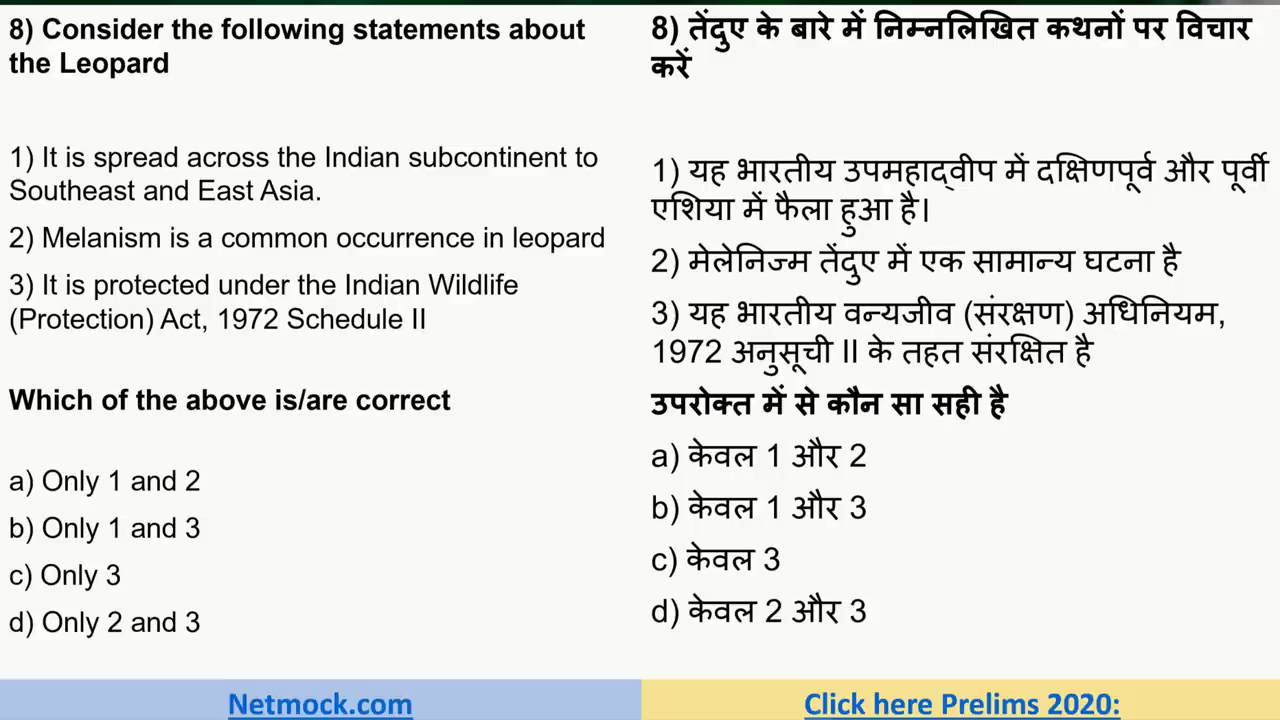 8) Consider the following statements about
the Leopard
1) It is spread across the Indian subcontinent to
Southeast and East Asia.
2) Melanism is a common occurrence in leopard
3) It is protected under the Indian Wildlife
(Protection) Act, 1972 Schedule II
Which of the above is/are correct
a) Only 1 and 2
b) Only 1 and 3
c) Only 3
d) Only 2 and 3
Netmock.com
8) तेंदुए के बारे में निम्नलिखित कथनों पर विचार
करें
1) यह भारतीय उपमहाद्वीप में दक्षिणपूर्व और पूर्वी
एशिया में फैला हुआ है।
2) मेलेनिज्म तेंदुए में एक सामान्य घटना है
3) यह भारतीय वन्यजीव (संरक्षण) अधिनियम,
1972 अनुसूची II के तहत संरक्षित है
उपरोक्त में से कौन सा सही है
a) केवल 1 और 2
b) केवल 1 और 3
c) केवल 3
d) केवल 2 और 3
Click here Prelims 2020: